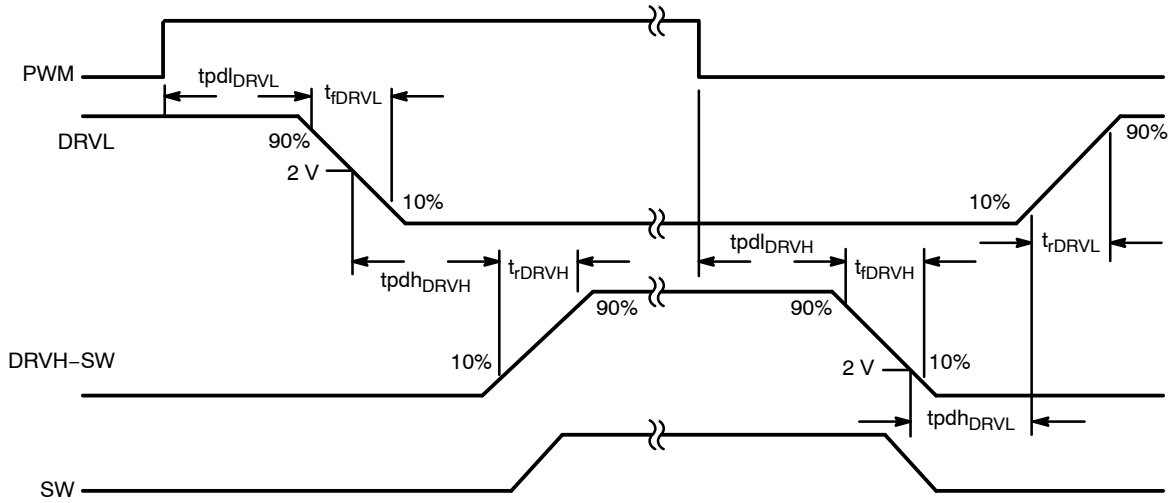 PWM
tpdlDRVL
tfDRVL
DRVL
90%
90%
2 V
10%
10%
tpdhDRVH
trDRVH
tpdlDRVH
tfDRVH
trDRVL
90%
90%
DRVH–SW
10%
2 V
10%
tpdhDRVL
SW